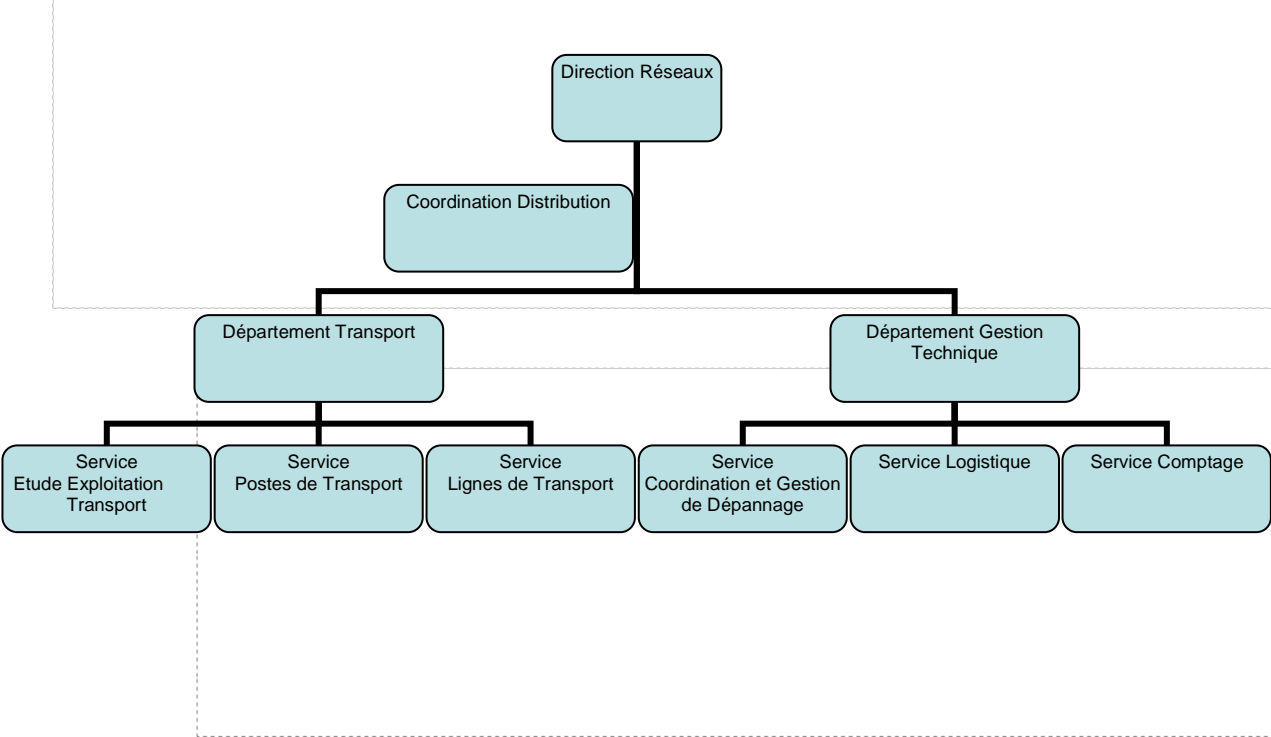 Direction Réseaux
Coordination Distribution
Département Transport
Département Gestion
Technique
Service
Etude Exploitation
Transport
Service
Postes de Transport
Service
Lignes de Transport
Service
Coordination et Gestion
de Dépannage
Service Logistique
Service Comptage